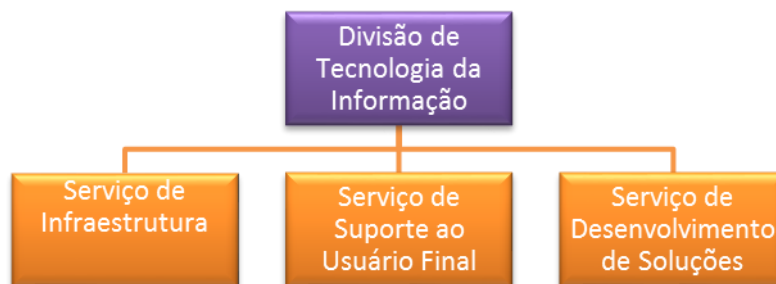 Divisão de
Tecnologia da
Informação
Serviço de
Infraestrutura
Serviço de
Suporte ao
Usuário Final
Serviço de
Desenvolvimento
de Soluções